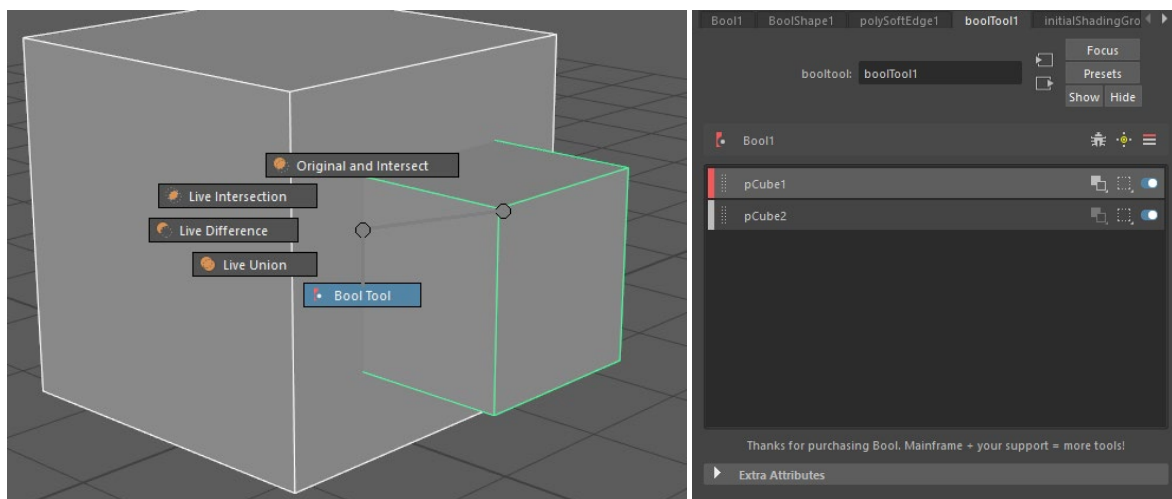 Original and Intersect
Live Intersection
Live Difference
Live Union
Bool Tool
Bool1 BoolShape1 polySoftEdge1 boolTool1 initialShadingGro
Focus
booltool: boolTool1 Presets
Show Hide
Bool1
pCube1
pCube2
Thanks for purchasing Bool. Mainframe + your support = more tools!
Extra Attributes